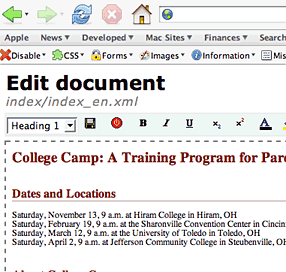 Apple News ▼ Developed ▼ Mac Sites ▼ Finances ▼ Search
Disable ▼ CSS ▼ Forms ▼ Images ▼ Information ▼ Mis
Edit document
index/index_en.xml
Heading 1 B I U x₂ x² A
College Camp: A Training Program for Pare
Dates and Locations
Saturday, November 13, 9 a.m. at Hiram College in Hiram, OH
Saturday, February 19, 9 a.m. at the Sharonville Convention Center in Cincin
Saturday, March 12, 9 a.m. at the University of Toledo in Toledo, OH
Saturday, April 2, 9 a.m. at Jefferson Community College in Steubenville, OH